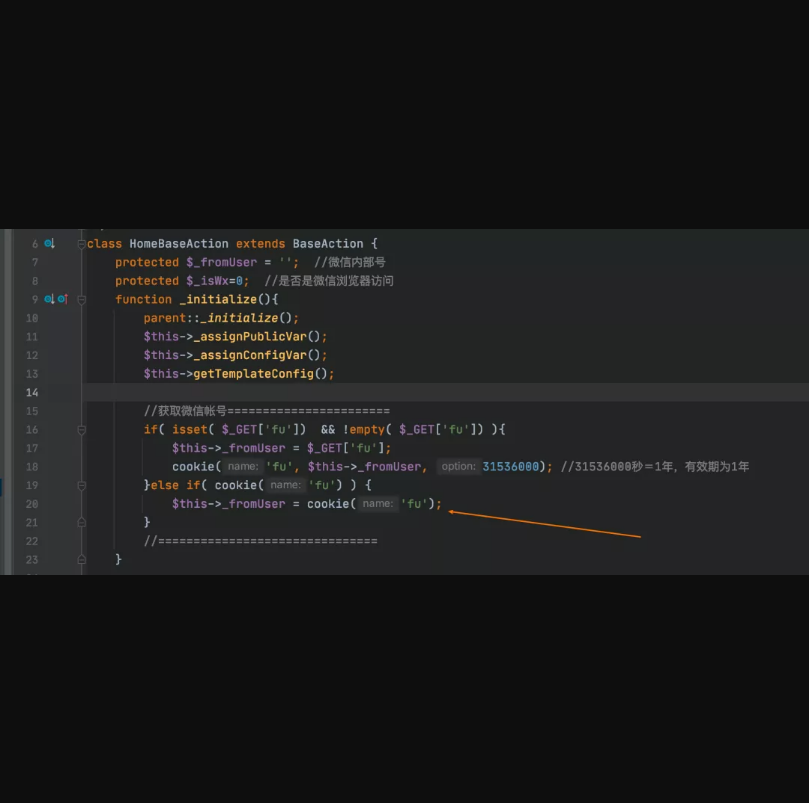 6 class HomeBaseAction extends BaseAction {
7 protected $_fromUser = ''; //微信内部号
8 protected $_isWx=0; //是否是微信浏览器访问
9 function _initialize(){
10 parent::_initialize();
11 $this->_assignPublicVar();
12 $this->_assignConfigVar();
13 $this->getTemplateConfig();
14
15 //获取微信帐号=======================
16 if( isset( $_GET['fu']) && !empty( $_GET['fu']) ){
17 $this->_fromUser = $_GET['fu'];
18 cookie( name: 'fu', $this->_fromUser, option: 31536000); //31536000秒=1年，有效期为1年
19 }else if( cookie( name: 'fu') ) {
20 $this->_fromUser = cookie( name: 'fu');
21 }
22 //===============================
23 }